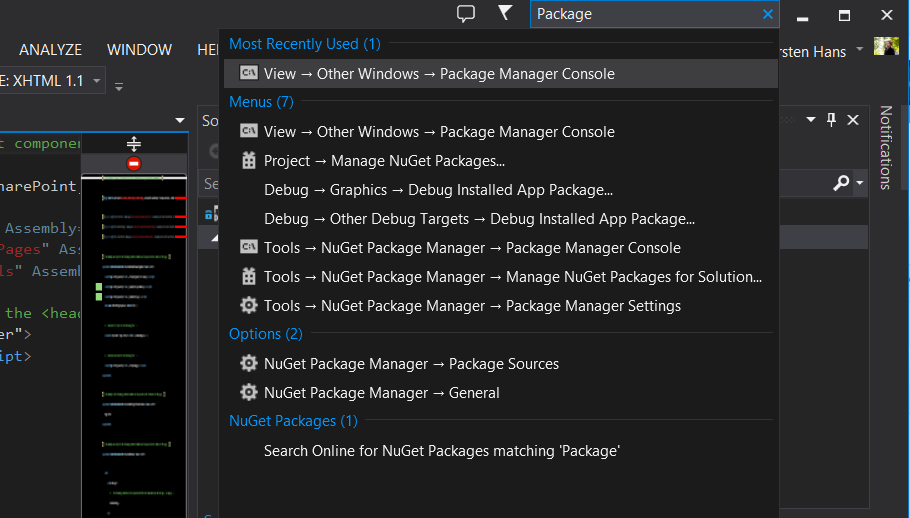 Package
ANALYZE WINDOW HE
rsten Hans
E: XHTML 1.1
Most Recently Used (1)
View → Other Windows → Package Manager Console
Menus (7)
View → Other Windows → Package Manager Console
Project → Manage NuGet Packages...
Debug → Graphics → Debug Installed App Package...
Debug → Other Debug Targets → Debug Installed App Package...
Tools → NuGet Package Manager → Package Manager Console
Tools → NuGet Package Manager → Manage NuGet Packages for Solution...
Tools → NuGet Package Manager → Package Manager Settings
Options (2)
NuGet Package Manager → Package Sources
NuGet Package Manager → General
NuGet Packages (1)
Search Online for NuGet Packages matching 'Package'
So
Se
Notifications
t compone
harePoint_
Assembly=
Pages" As
ls" Assemb
the <head
er">
ipt>